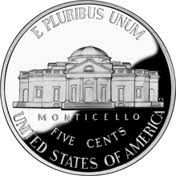 E PLURIBUS UNUM
MONTICELLO
FIVE CENTS
UNITED STATES OF AMERICA